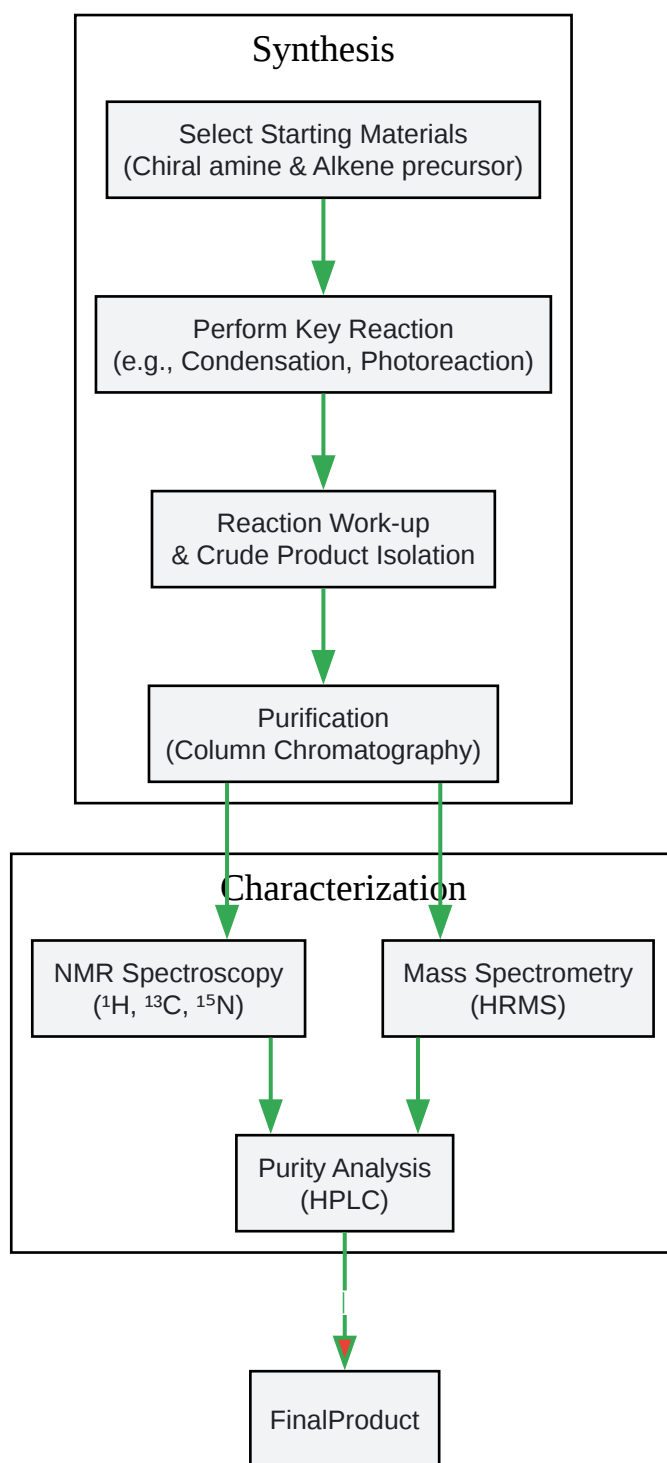 Synthesis
Select Starting Materials
(Chiral amine & Alkene precursor)
Perform Key Reaction
(e.g., Condensation, Photoreaction)
Reaction Work-up
& Crude Product Isolation
Purification
(Column Chromatography)
Characterization
NMR Spectroscopy
(¹H, ¹³C, ¹⁵N)
Mass Spectrometry
(HRMS)
Purity Analysis
(HPLC)
FinalProduct